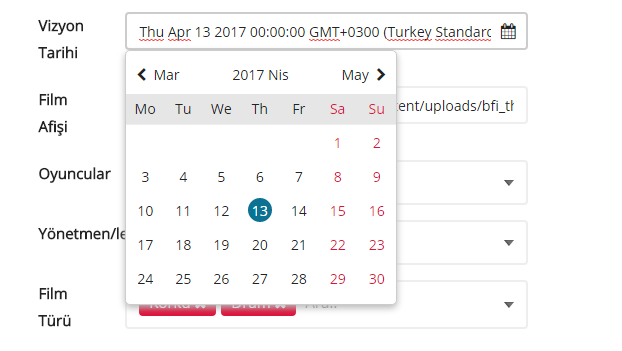 Vizyon
Tarihi
Thu Apr 13 2017 00:00:00 GMT+0300 (Turkey Standarc
Mar 2017 Nis May
Mo Tu We Th Fr Sa Su
1 2
3 4 5 6 7 8 9
10 11 12 13 14 15 16
17 18 19 20 21 22 23
24 25 26 27 28 29 30
Film
Afişi
ent/uploads/bfi_th
Oyuncular
Yönetmen/le
Film
Türü